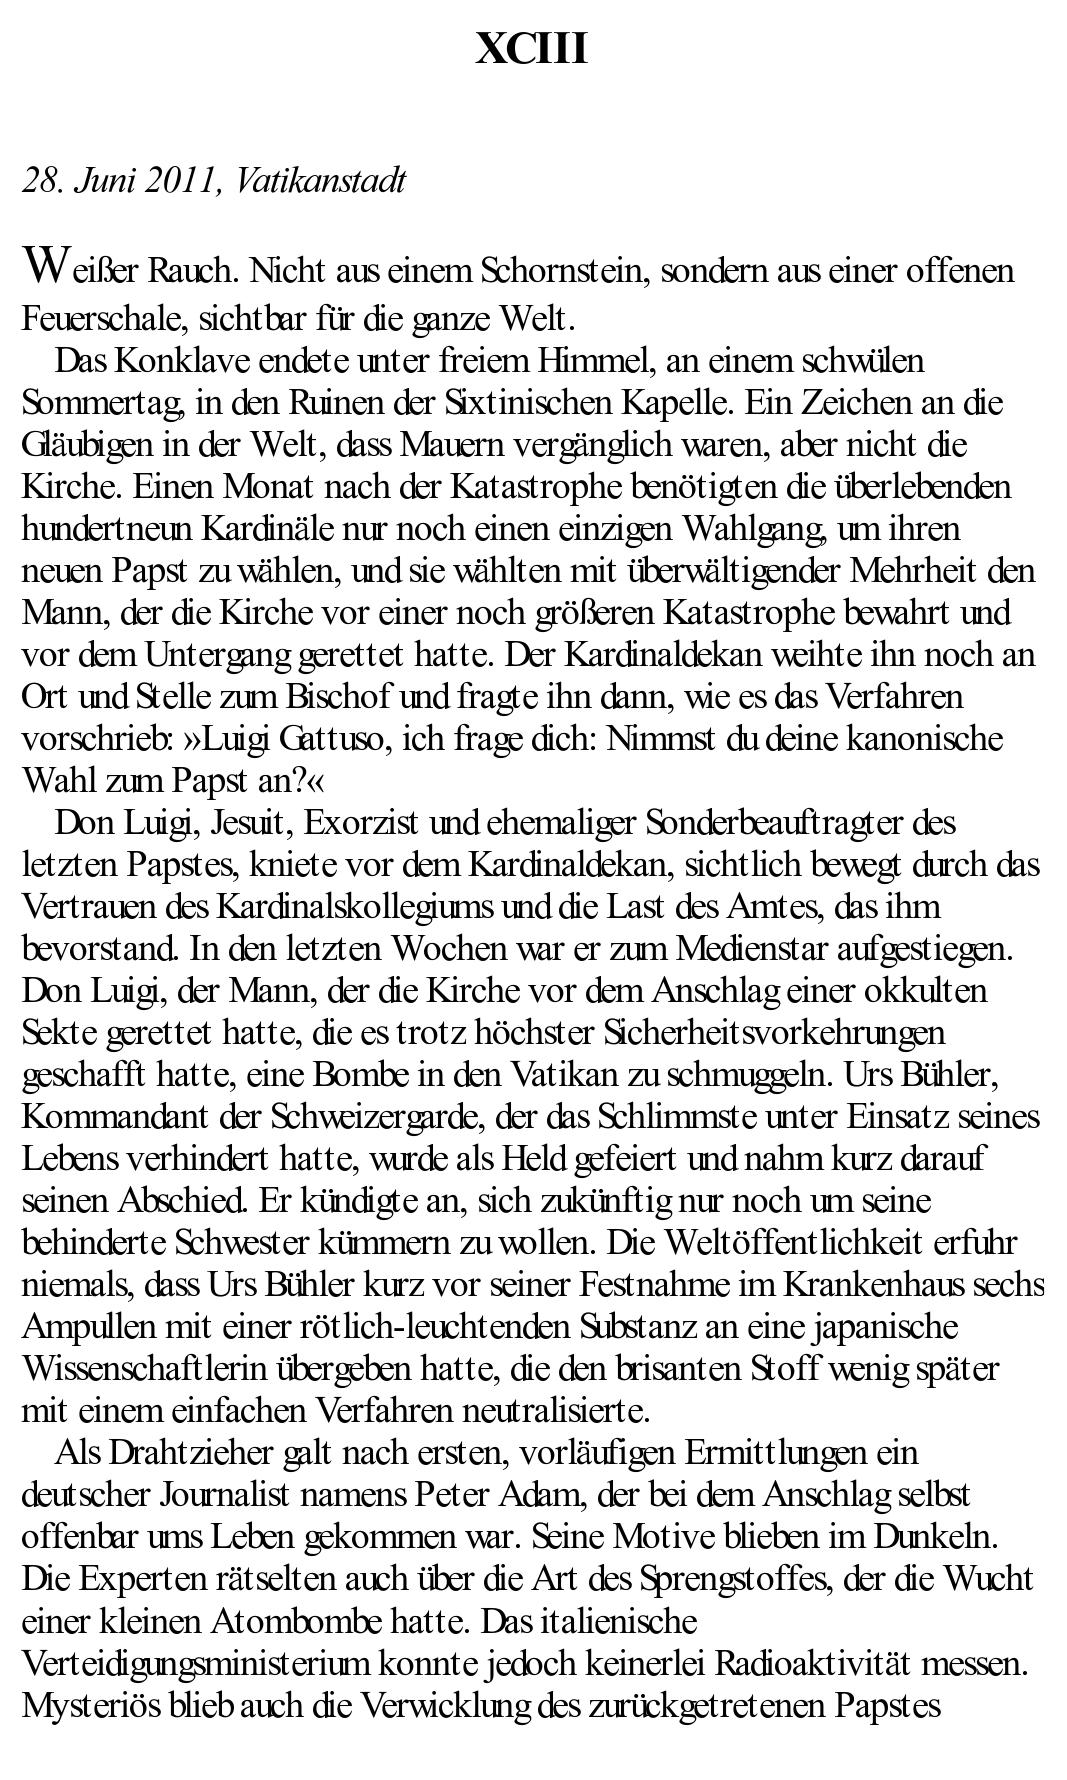 XCIII
28. Juni 2011, Vatikanstadt
Weißer Rauch. Nicht aus einem Schornstein, sondern aus einer offenen
Feuerschale, sichtbar für die ganze Welt.
Das Konklave endete unter freiem Himmel, an einem schwülen
Sommertag, in den Ruinen der Sixtinischen Kapelle. Ein Zeichen an die
Gläubigen in der Welt, dass Mauern vergänglich waren, aber nicht die
Kirche. Einen Monat nach der Katastrophe benötigten die überlebenden
hundertneun Kardinäle nur noch einen einzigen Wahlgang, um ihren
neuen Papst zu wählen, und sie wählten mit überwältigender Mehrheit den
Mann, der die Kirche vor einer noch größeren Katastrophe bewahrt und
vor dem Untergang gerettet hatte. Der Kardinaldekan weihte ihn noch an
Ort und Stelle zum Bischof und fragte ihn dann, wie es das Verfahren
vorschrieb: »Luigi Gattuso, ich frage dich: Nimmst du deine kanonische
Wahl zum Papst an?«
Don Luigi, Jesuit, Exorzist und ehemaliger Sonderbeauftragter des
letzten Papstes, kniete vor dem Kardinaldekan, sichtlich bewegt durch das
Vertrauen des Kardinalskollegiums und die Last des Amtes, das ihm
bevorstand. In den letzten Wochen war er zum Medienstar aufgestiegen.
Don Luigi, der Mann, der die Kirche vor dem Anschlag einer okkulten
Sekte gerettet hatte, die es trotz höchster Sicherheitsvorkehrungen
geschafft hatte, eine Bombe in den Vatikan zu schmuggeln. Urs Bühler,
Kommandant der Schweizergarde, der das Schlimmste unter Einsatz seines
Lebens verhindert hatte, wurde als Held gefeiert und nahm kurz darauf
seinen Abschied. Er kündigte an, sich zukünftig nur noch um seine
behinderte Schwester kümmern zu wollen. Die Weltöffentlichkeit erfuhr
niemals, dass Urs Bühler kurz vor seiner Festnahme im Krankenhaus sechs
Ampullen mit einer rötlich-leuchtenden Substanz an eine japanische
Wissenschaftlerin übergeben hatte, die den brisanten Stoff wenig später
mit einem einfachen Verfahren neutralisierte.
Als Drahtzieher galt nach ersten, vorläufigen Ermittlungen ein
deutscher Journalist namens Peter Adam, der bei dem Anschlag selbst
offenbar ums Leben gekommen war. Seine Motive blieben im Dunkeln.
Die Experten rätselten auch über die Art des Sprengstoffes, der die Wucht
einer kleinen Atombombe hatte. Das italienische
Verteidigungsministerium konnte jedoch keinerlei Radioaktivität messen.
Mysteriös blieb auch die Verwicklung des zurückgetretenen Papstes